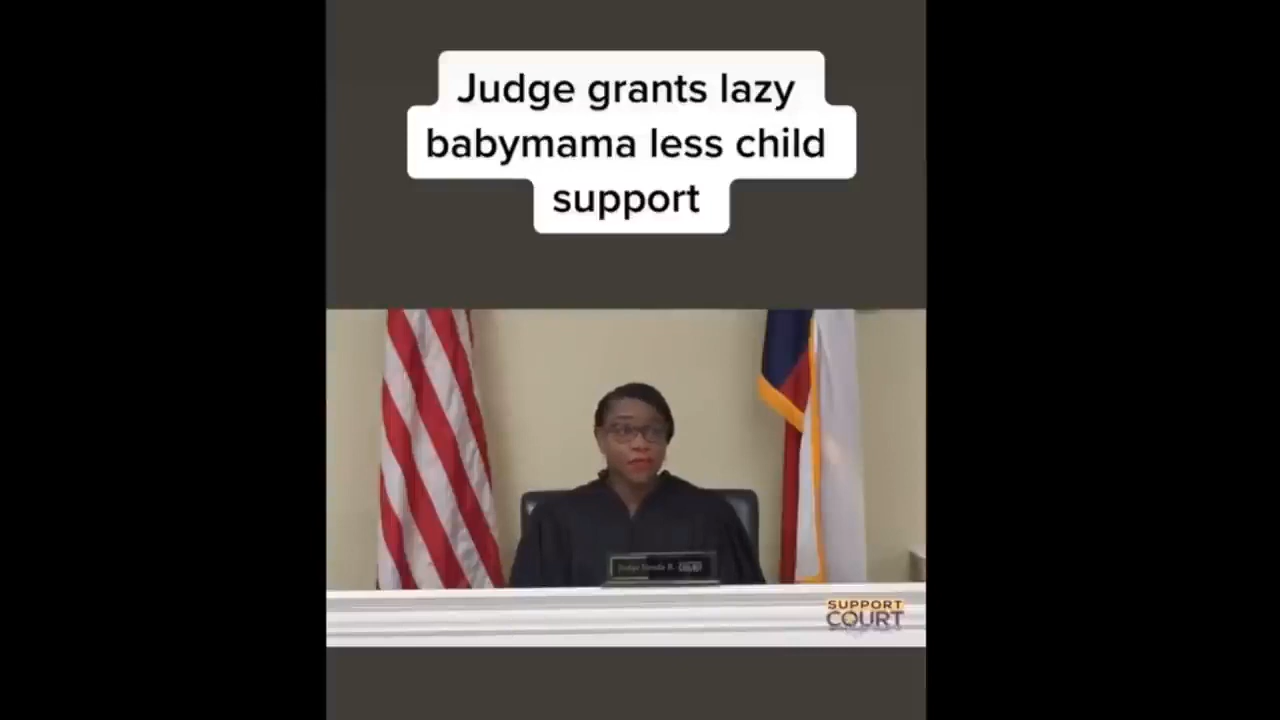 Judge grants lazy
babymama less child
support
SUPPORT
COURT